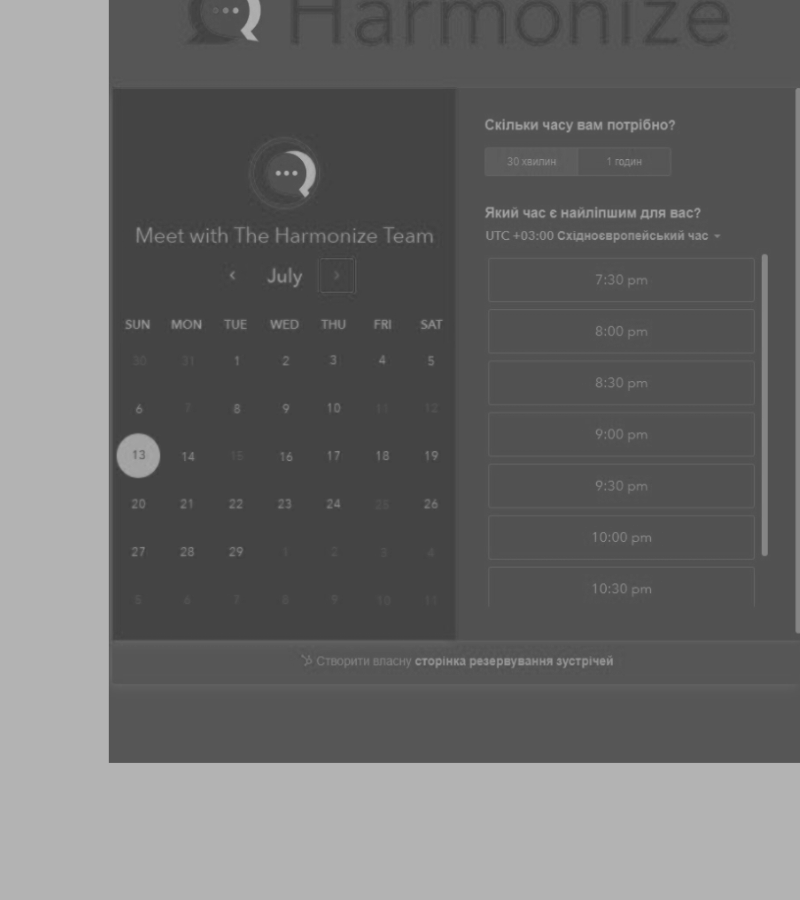 Harmonize
Скільки часу вам потрібно?
30 хвилин 1 годин
Який час є найліпшим для вас?
UTC +03:00 Східноєвропейський час
Meet with The Harmonize Team
July
SUN MON TUE WED THU FRI SAT
30 31 1 2 3 4 5
6 7 8 9 10 11 12
13 14 15 16 17 18 19
20 21 22 23 24 25 26
27 28 29 1 2 3 4
5 6 7 8 9 10 11
7:30 pm
8:00 pm
8:30 pm
9:00 pm
9:30 pm
10:00 pm
10:30 pm
Створити власну сторінка резервування зустрічей